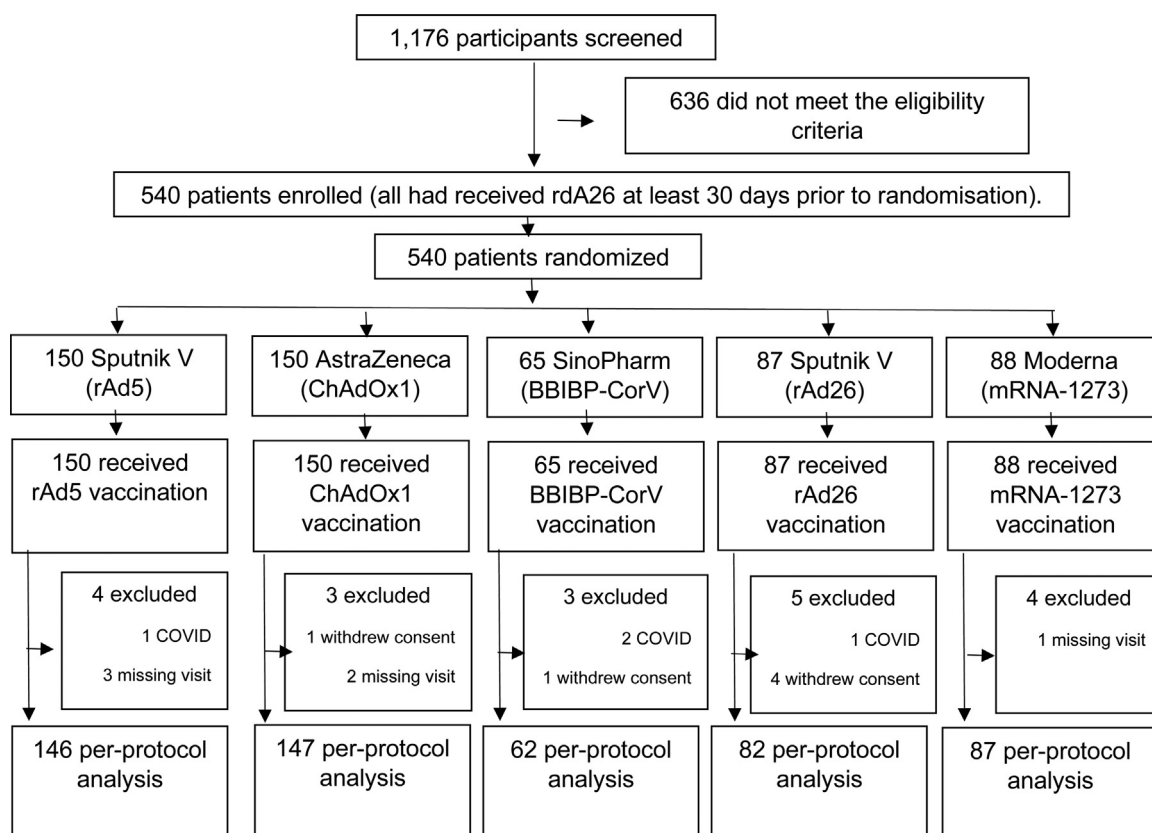 1,176 participants screened
636 did not meet the eligibility
criteria
540 patients enrolled (all had received rdA26 at least 30 days prior to randomisation).
540 patients randomized
150 Sputnik V
(rAd5)
150 AstraZeneca
(ChAdOx1)
65 SinoPharm
(BBIBP-CorV)
87 Sputnik V
(rAd26)
88 Moderna
(mRNA-1273)
150 received
rAd5 vaccination
150 received
ChAdOx1
vaccination
65 received
BBIBP-CorV
vaccination
87 received
rAd26
vaccination
88 received
mRNA-1273
vaccination
4 excluded
1 COVID
3 missing visit
3 excluded
1 withdrew consent
2 missing visit
3 excluded
2 COVID
1 withdrew consent
5 excluded
1 COVID
4 withdrew consent
4 excluded
1 missing visit
146 per-protocol
analysis
147 per-protocol
analysis
62 per-protocol
analysis
82 per-protocol
analysis
87 per-protocol
analysis